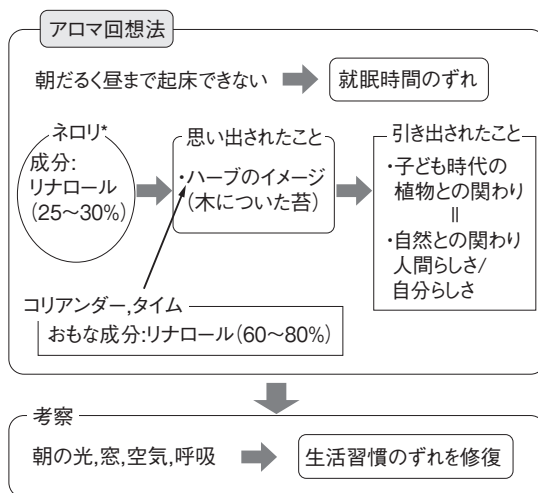 アロマ回想法
朝だるく昼まで起床できない
就眠時間のずれ
ネロリ*
成分:
リナロール
(25～30%)
思い出されたこと
・ハーブのイメージ
(木についた苔)
引き出されたこと
・子ども時代の
植物との関わり
=
・自然との関わり
人間らしさ/
自分らしさ
コリアンダー,タイム
おもな成分:リナロール(60～80%)
考察
朝の光,窓,空気,呼吸
生活習慣のずれを修復